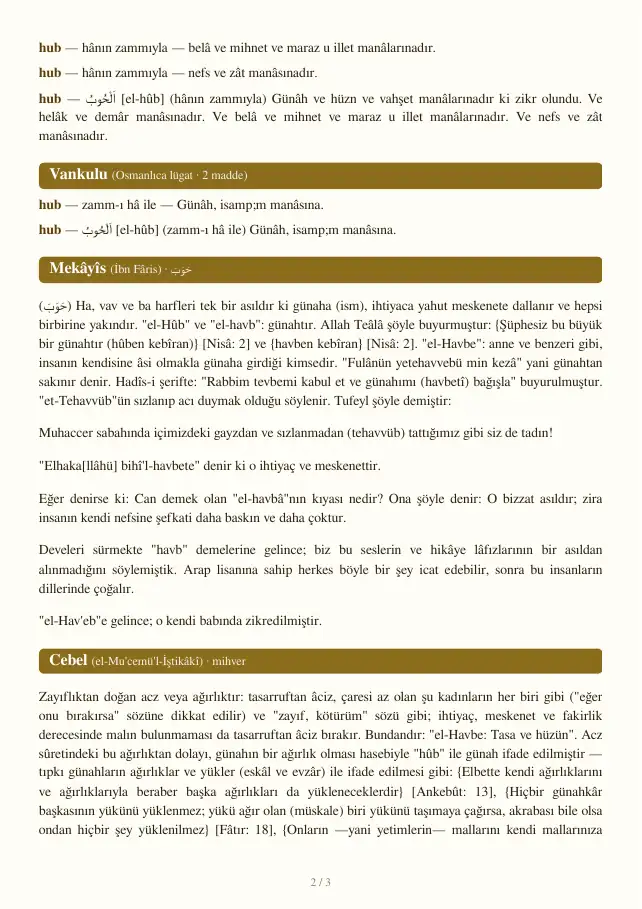 hub — hânın zammıyla — belâ ve mihnet ve maraz u illet manâlarınadır.
hub — hânın zammıyla — nefs ve zât manâsınadır.
hub — اَلْحُوبُ [el-hûb] (hânın zammıyla) Günâh ve hüzn ve vahşet manâlarınadır ki zikr olundu. Ve
helâk ve demâr manâsınadır. Ve belâ ve mihnet ve maraz u illet manâlarınadır. Ve nefs ve zât
manâsınadır.
Vankulu (Osmanlıca lügat · 2 madde)
hub — zamm-ı hâ ile — Günâh, isamp;m manâsına.
hub — اَلْحُوبُ [el-hûb] (zamm-ı hâ ile) Günâh, isamp;m manâsına.
Mekâyîs (İbn Fâris) · حَوَبَ
(حَوَبَ) Ha, vav ve ba harfleri tek bir asıldır ki günaha (ism), ihtiyaca yahut meskenete dallanır ve hepsi
birbirine yakındır. "el-Hûb" ve "el-havb": günahtır. Allah Teâlâ şöyle buyurmuştur: {Şüphesiz bu büyük
bir günahtır (hûben kebîran)} [Nisâ: 2] ve {havben kebîran} [Nisâ: 2]. "el-Havbe": anne ve benzeri gibi,
insanın kendisine âsi olmakla günaha girdiği kimsedir. "Fulânün yetehavvebü min kezâ" yani günahtan
sakınır denir. Hadîs-i şerifte: "Rabbim tevbemi kabul et ve günahımı (havbetî) bağışla" buyurulmuştur.
"et-Tehavvüb"ün sızlanıp acı duymak olduğu söylenir. Tufeyl şöyle demiştir:
Muhaccer sabahında içimizdeki gayzdan ve sızlanmadan (tehavvüb) tattığımız gibi siz de tadın!
"Elhaka[llâhü] bihî'l-havbete" denir ki o ihtiyaç ve meskenettir.
Eğer denirse ki: Can demek olan "el-havbâ"nın kıyası nedir? Ona şöyle denir: O bizzat asıldır; zira
insanın kendi nefsine şefkati daha baskın ve daha çoktur.
Develeri sürmekte "havb" demelerine gelince; biz bu seslerin ve hikâye lâfızlarının bir asıldan
alınmadığını söylemiştik. Arap lisanına sahip herkes böyle bir şey icat edebilir, sonra bu insanların
dillerinde çoğalır.
"el-Hav'eb"e gelince; o kendi babında zikredilmiştir.
Cebel (el-Mu'cemü'l-İştikâkî) · mihver
Zayıflıktan doğan acz veya ağırlıktır: tasarruftan âciz, çaresi az olan şu kadınların her biri gibi ("eğer
onu bırakırsa" sözüne dikkat edilir) ve "zayıf, kötürüm" sözü gibi; ihtiyaç, meskenet ve fakirlik
derecesinde malın bulunmaması da tasarruftan âciz bırakır. Bundandır: "el-Havbe: Tasa ve hüzün". Acz
sûretindeki bu ağırlıktan dolayı, günahın bir ağırlık olması hasebiyle "hûb" ile günah ifade edilmiştir —
tıpkı günahların ağırlıklar ve yükler (eskâl ve evzâr) ile ifade edilmesi gibi: {Elbette kendi ağırlıklarını
ve ağırlıklarıyla beraber başka ağırlıkları da yükleneceklerdir} [Ankebût: 13], {Hiçbir günahkâr
başkasının yükünü yüklenmez; yükü ağır olan (müskale) biri yükünü taşımaya çağırsa, akrabası bile olsa
ondan hiçbir şey yüklenilmez} [Fâtır: 18], {Onların —yani yetimlerin— mallarını kendi mallarınıza
2 / 3